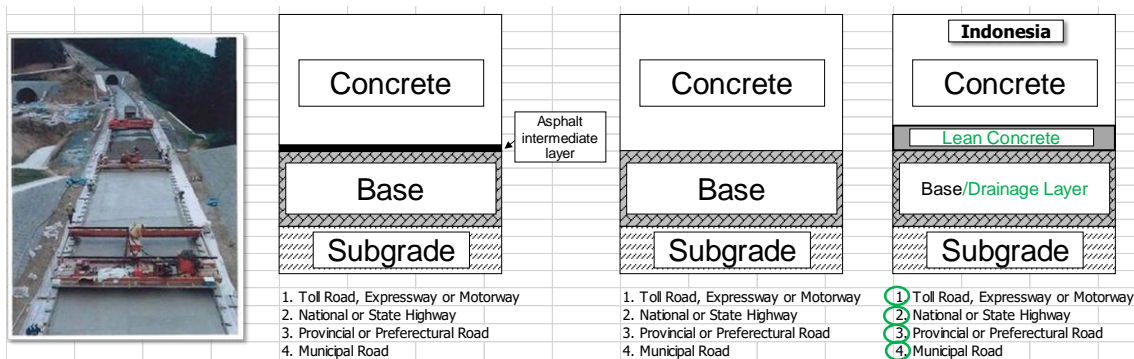 Concrete
Asphalt
intermediate
layer
Base
Subgrade
1. Toll Road, Expressway or Motorway
2. National or State Highway
3. Provincial or Preferectural Road
4. Municipal Road
Concrete
Base
Subgrade
1. Toll Road, Expressway or Motorway
2. National or State Highway
3. Provincial or Preferectural Road
4. Municipal Road
Indonesia
Concrete
Lean Concrete
Base/Drainage Layer
Subgrade
1. Toll Road, Expressway or Motorway
2. National or State Highway
3. Provincial or Preferectural Road
4. Municipal Road